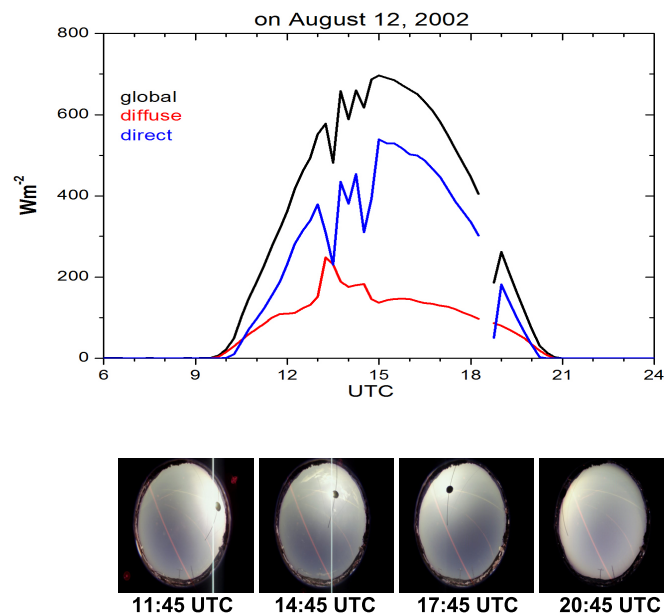 on August 12, 2002
800
global
600
diffuse
direct
Wm-2
400
200
0
6 9 12 15 18 21 24
UTC
11:45 UTC 14:45 UTC 17:45 UTC 20:45 UTC